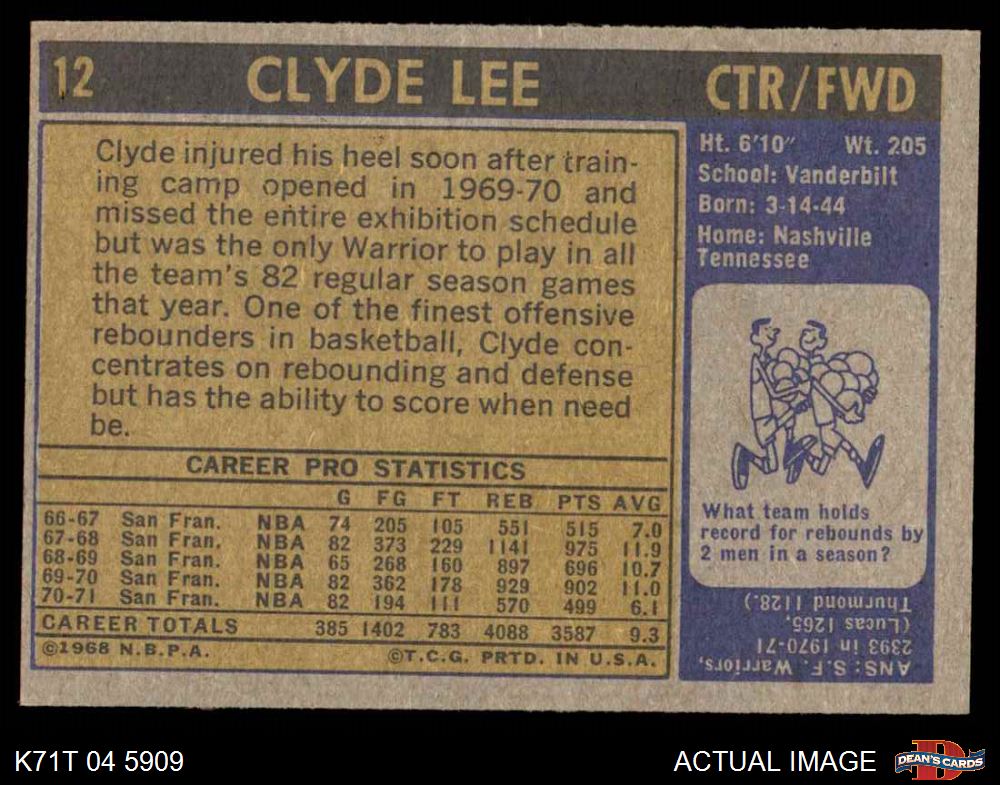 12 CLYDE LEE CTR/FWD
Clyde injured his heel soon after train-
ing camp opened in 1969-70 and
missed the entire exhibition schedule
but was the only Warrior to play in all
the team's 82 regular season games
that year. One of the finest offensive
rebounders in basketball, Clyde con-
centrates on rebounding and defense
but has the ability to score when need
be.
CAREER PRO STATISTICS
G FG FT REB PTS AVG
66-67 San Fran. NBA 74 205 105 551 515 7.0
67-68 San Fran. NBA 82 373 229 1141 975 11.9
68-69 San Fran. NBA 65 268 160 897 696 10.7
69-70 San Fran. NBA 82 362 178 929 902 11.0
70-71 San Fran. NBA 82 194 111 570 499 6.1
CAREER TOTALS 385 1402 783 4088 3587 9.3
©1968 N.B.P.A. ©T.C.G. PRTD. IN U.S.A.
Ht. 6'10" Wt. 205
School: Vanderbilt
Born: 3-14-44
Home: Nashville
Tennessee
What team holds
record for rebounds by
2 men in a season?
ANS: S.F. Warriors,
2393 in 1970-71
(Lucas 1265,
Thurmond 1128.)
K71T 04 5909 ACTUAL IMAGE
D
DEAN'S CARDS